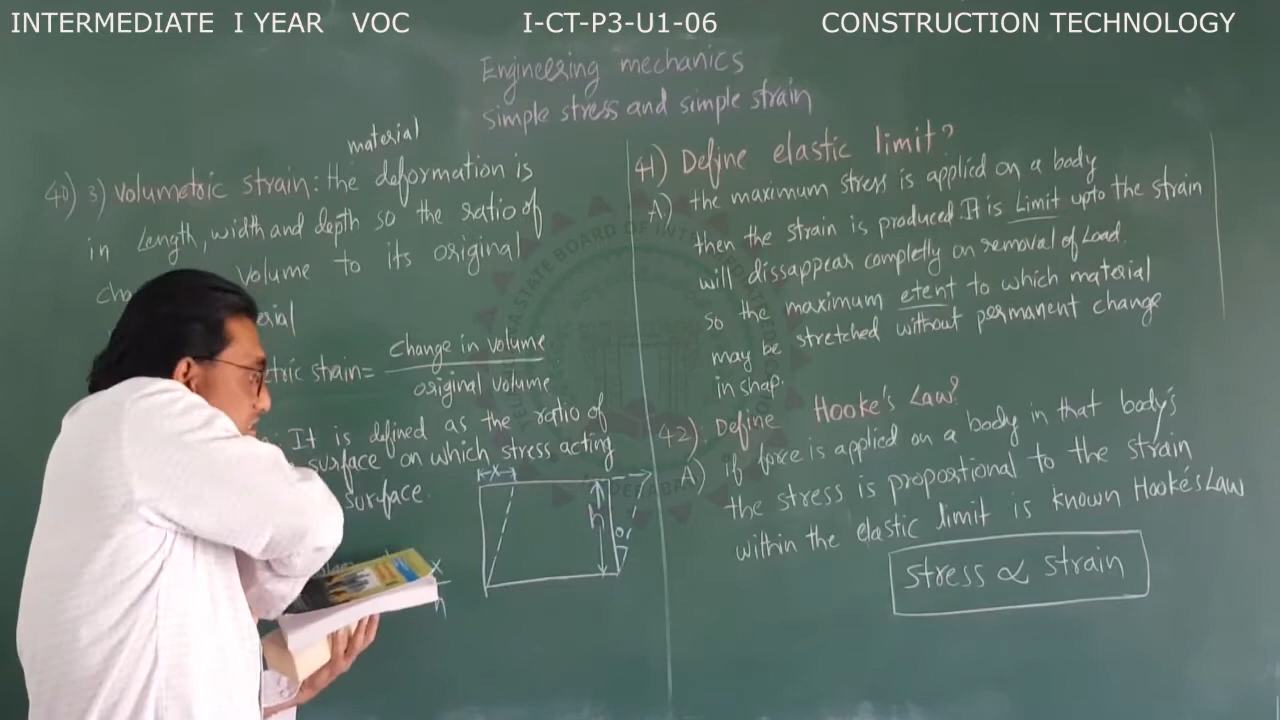 INTERMEDIATE I YEAR VOC I-CT-P3-U1-06 CONSTRUCTION TECHNOLOGY
Engineering mechanics
simple stress and simple strain
material
40) 3) volumetric strain: the deformation is
in Length, width and depth so the ratio of
volume to its original
strain= change in volume
original volume
It is defined as the ratio of
surface on which stress acting
surface.
x
h
x
h
41) Define elastic limit?
A) the maximum stress is applied on a body
then the strain is produced. It is Limit upto the strain
will dissappear completly on removal of Load.
so the maximum etent to which material
may be stretched without permanent change
in shap.
42). Define Hooke's Law?
A) if force is applied on a body in that body's
the stress is proportional to the strain
within the elastic limit is known Hooke's Law
stress ∝ strain